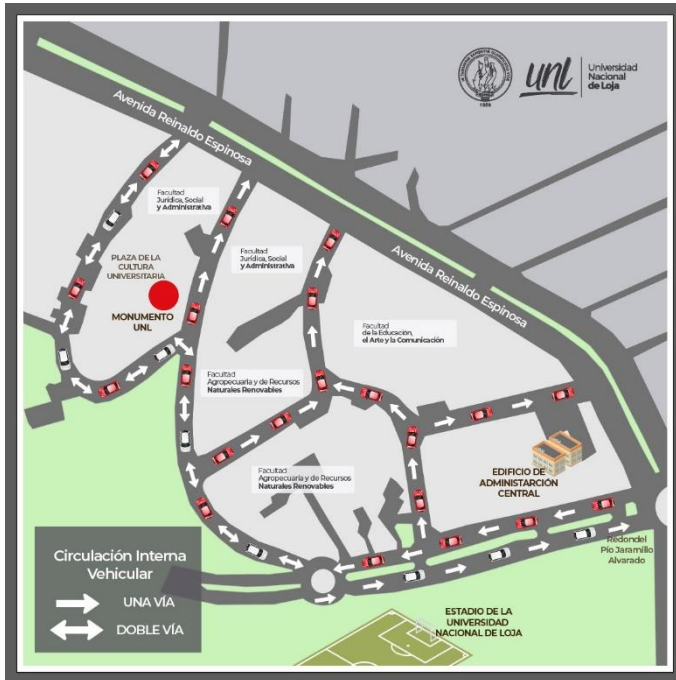 unl
Universidad
Nacional
de Loja
1859
Avenida Reinaldo Espinosa
Facultad
Jurídica, Social
y Administrativa
Facultad
Jurídica, Social
y Administrativa
PLAZA DE LA
CULTURA
UNIVERSITARIA
MONUMENTO
UNL
Avenida Reinaldo Espinosa
Facultad
de la Educación,
el Arte y la Comunicación
Facultad
Agropecuaria y de Recursos
Naturales Renovables
Facultad
Agropecuaria y de Recursos
Naturales Renovables
EDIFICIO DE
ADMINISTARCIÓN
CENTRAL
Redondel
Pío Jaramillo
Alvarado
Circulación Interna
Vehicular
UNA VÍA
DOBLE VÍA
ESTADIO DE LA
UNIVERSIDAD
NACIONAL DE LOJA